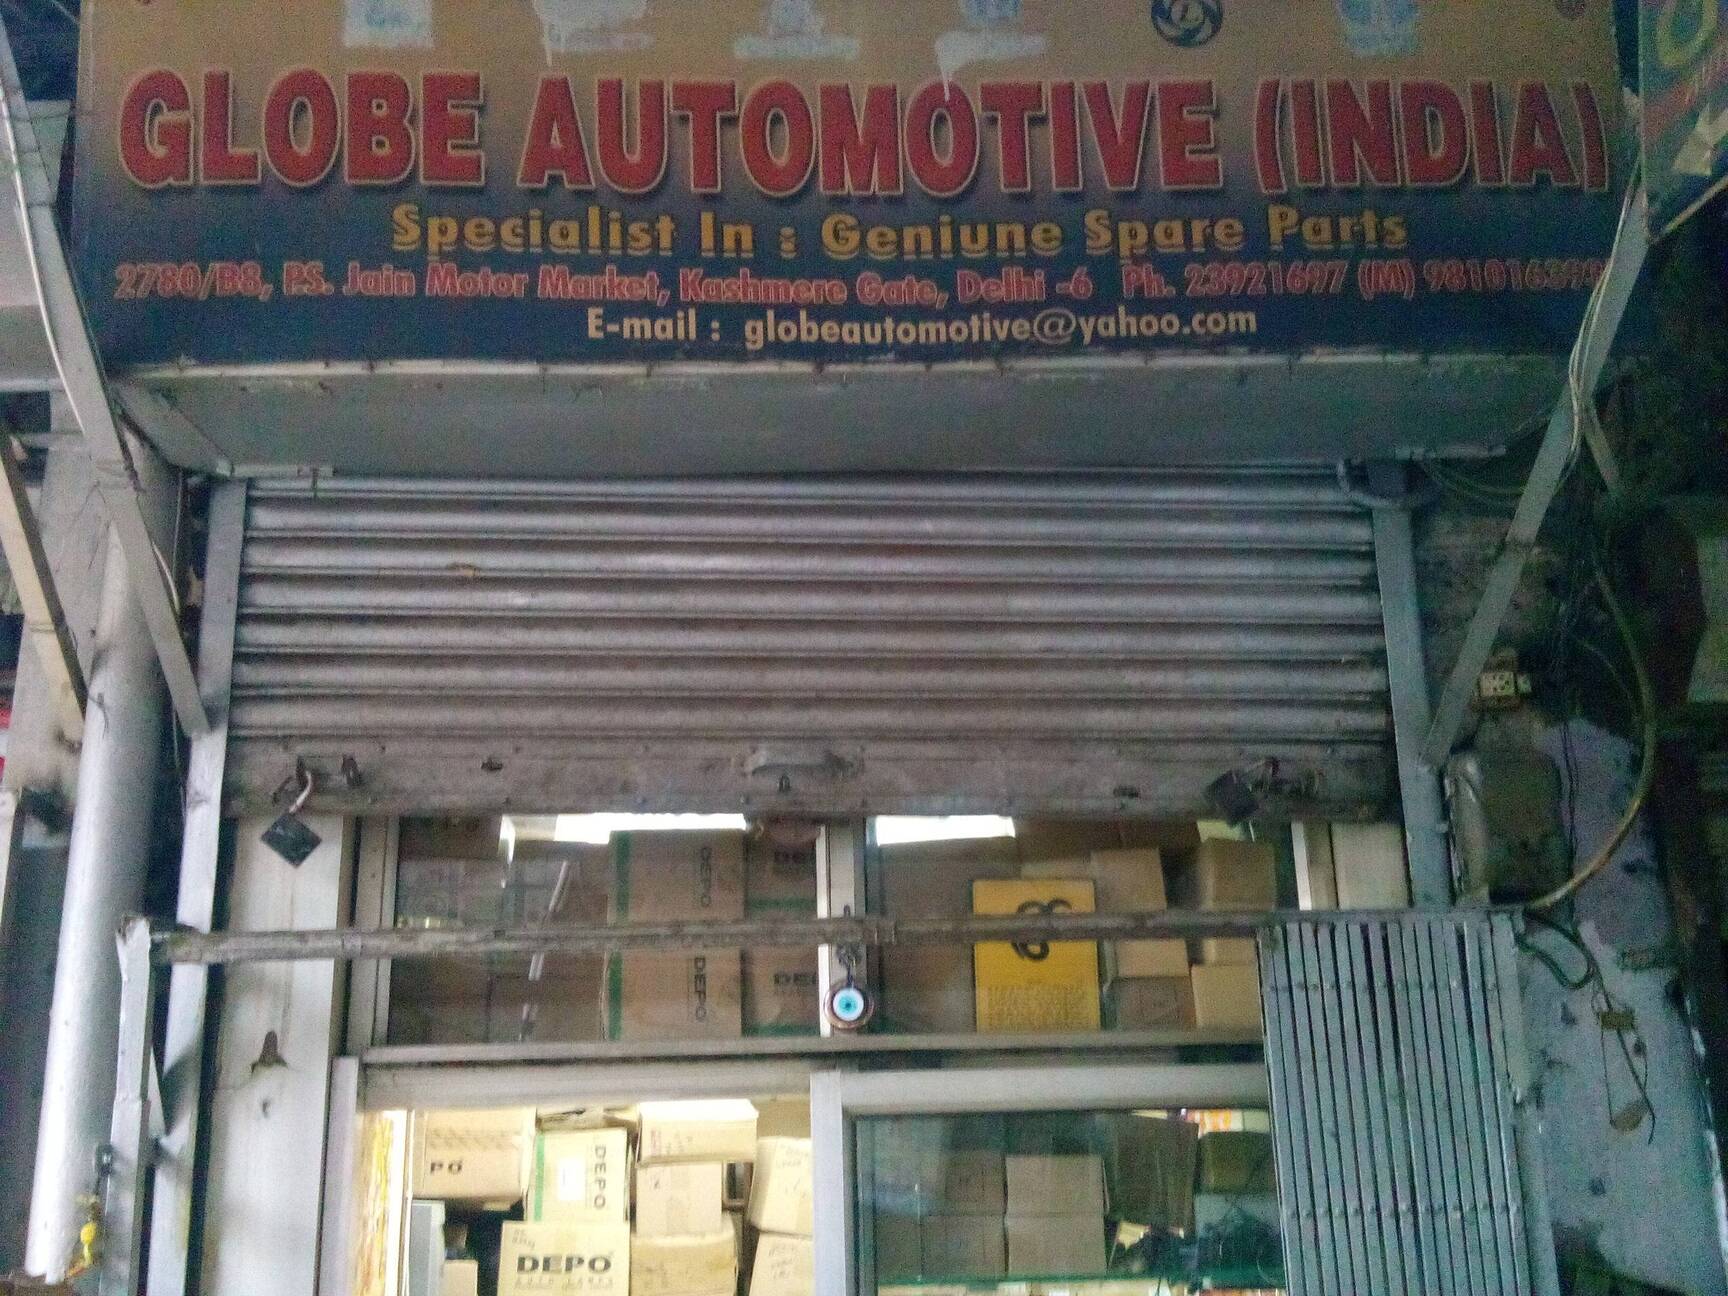 GLOBE AUTOMOTIVE (INDIA)
Specialist In : Geniune Spare Parts
2780/B8, P.S. Jain Motor Market, Kashmere Gate, Delhi -6 Ph. 23921697 (M)
E-mail : globeautomotive@yahoo.com
DEPO
DEPO
DEPO
DEPO